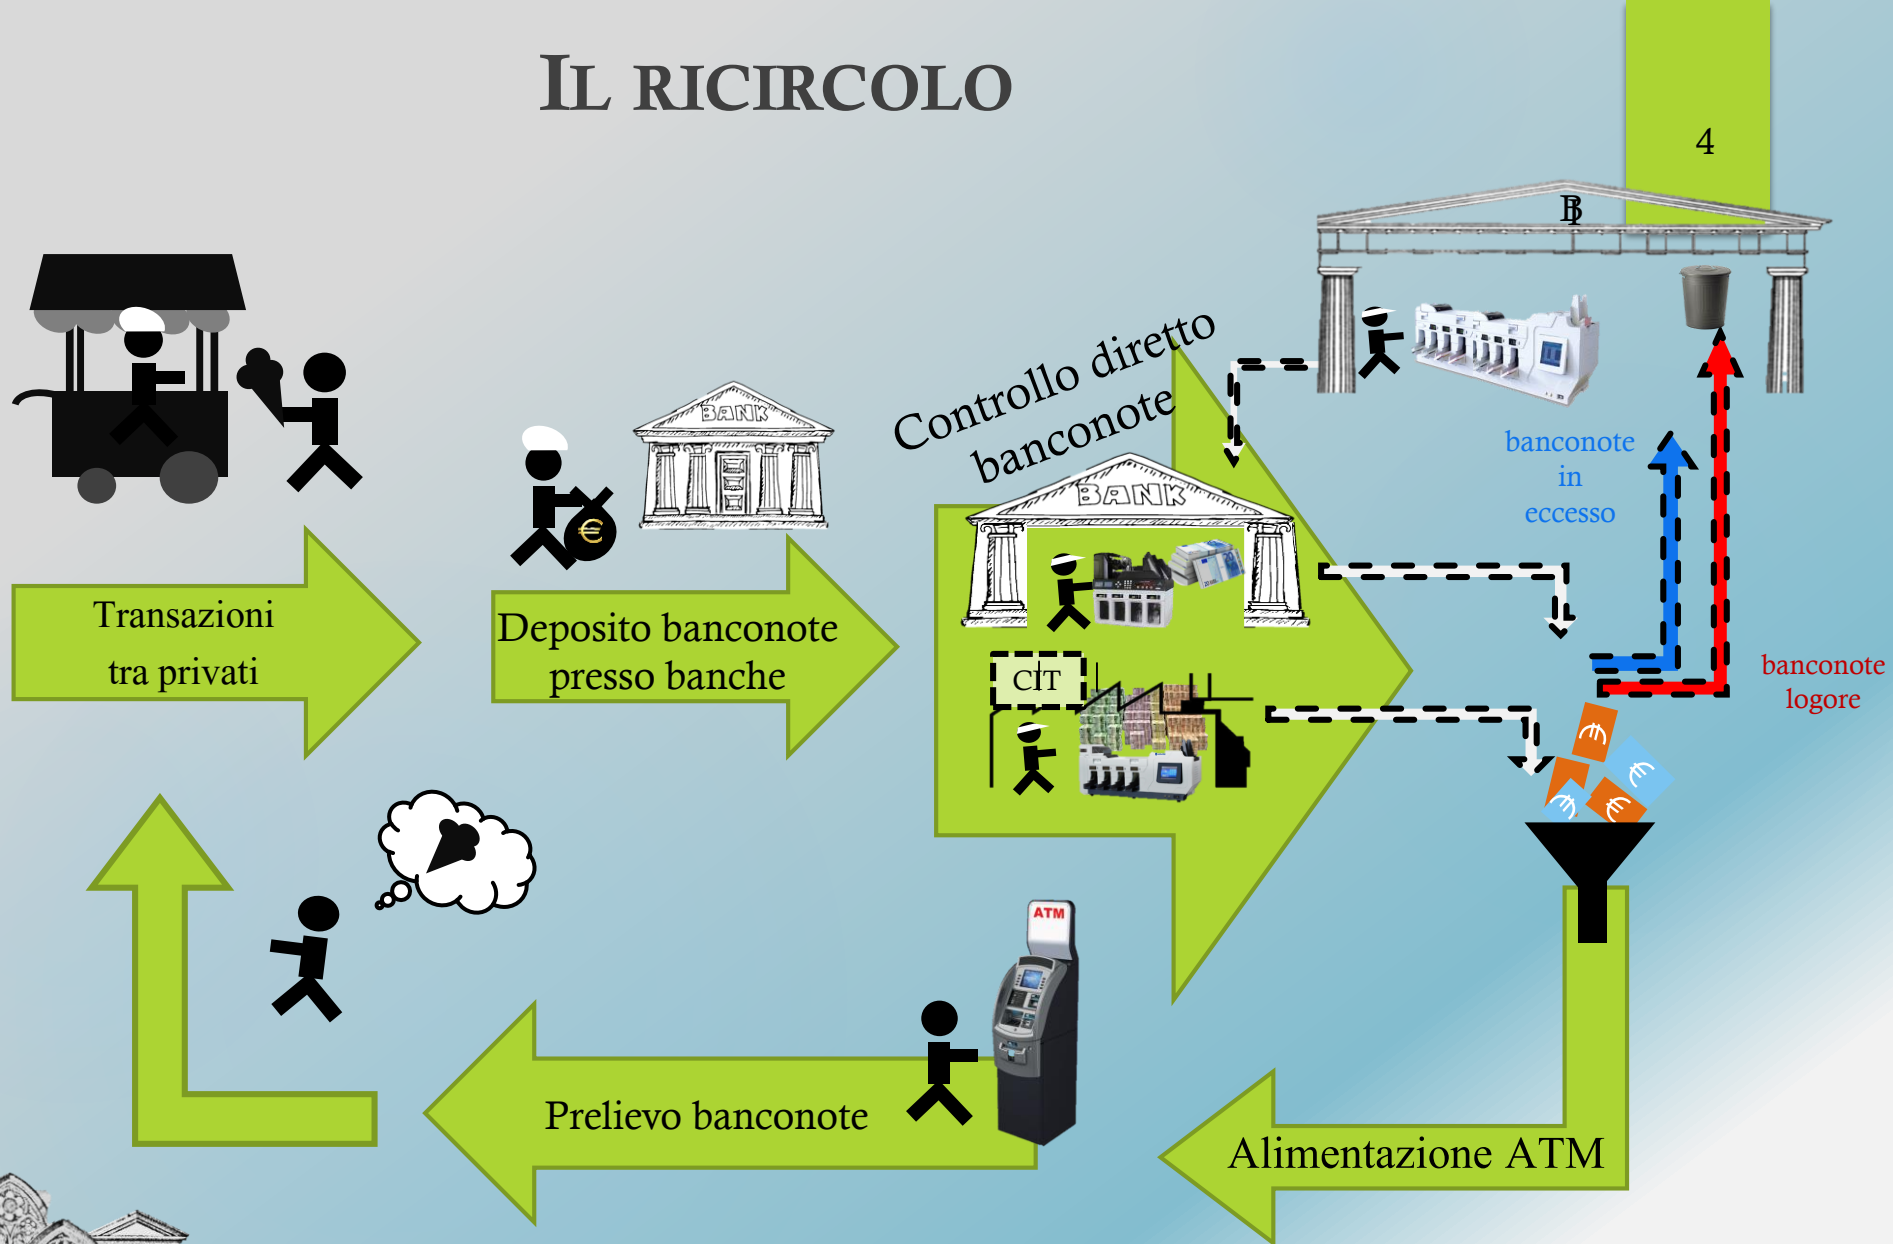 IL RICIRCOLO
4
BI
BANK
Controllo diretto
banconote
BANK
banconote
in
eccesso
Transazioni
tra privati
Deposito banconote
presso banche
€
CIT
banconote
logore
€
€
€
€
ATM
Prelievo banconote
Alimentazione ATM